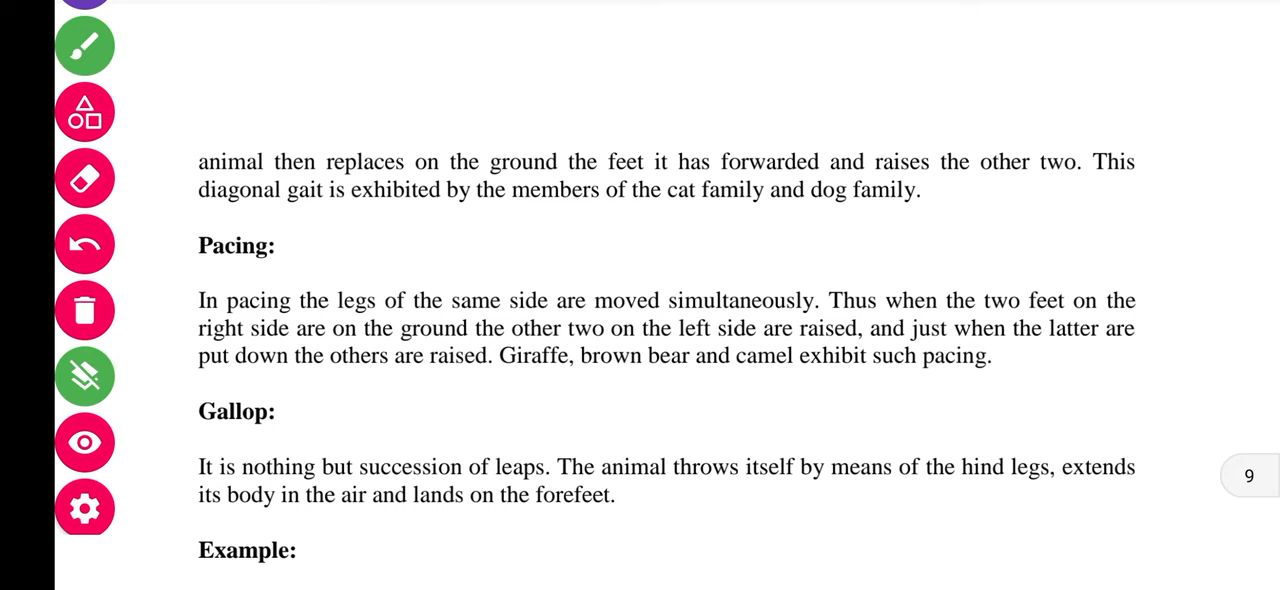 animal then replaces on the ground the feet it has forwarded and raises the other two. This
diagonal gait is exhibited by the members of the cat family and dog family.
Pacing:
In pacing the legs of the same side are moved simultaneously. Thus when the two feet on the
right side are on the ground the other two on the left side are raised, and just when the latter are
put down the others are raised. Giraffe, brown bear and camel exhibit such pacing.
Gallop:
It is nothing but succession of leaps. The animal throws itself by means of the hind legs, extends
its body in the air and lands on the forefeet.
9
Example: